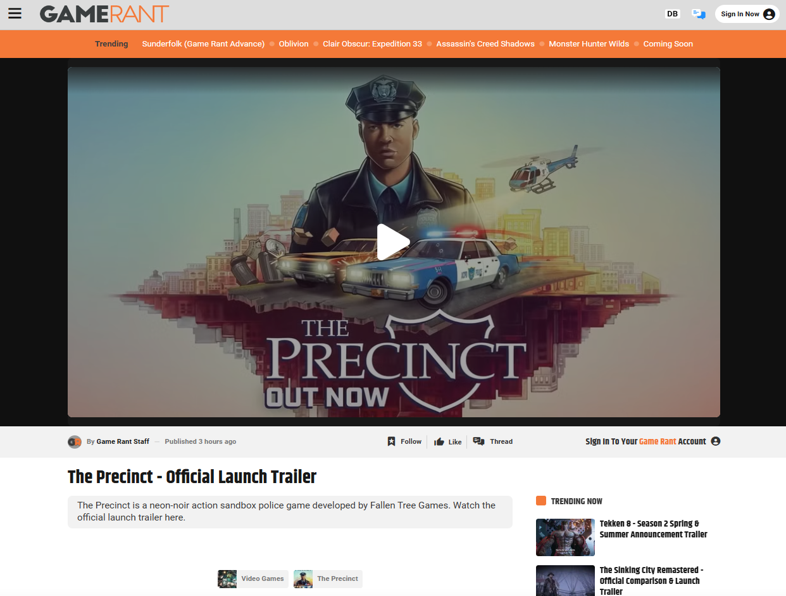 GAMERANT
DB
Sign In Now
Trending
Sunderfolk (Game Rant Advance)
Oblivion
Clair Obscur: Expedition 33
Assassin's Creed Shadows
Monster Hunter Wilds
Coming Soon
THE
PRECINCT
OUT NOW
By Game Rant Staff
Published 3 hours ago
Follow
Like
Thread
Sign In To Your Game Rant Account
The Precinct - Official Launch Trailer
The Precinct is a neon-noir action sandbox police game developed by Fallen Tree Games. Watch the
official launch trailer here.
Video Games
The Precinct
TRENDING NOW
Tekken 8 - Season 2 Spring &
Summer Announcement Trailer
The Sinking City Remastered -
Official Comparison & Launch
Trailer